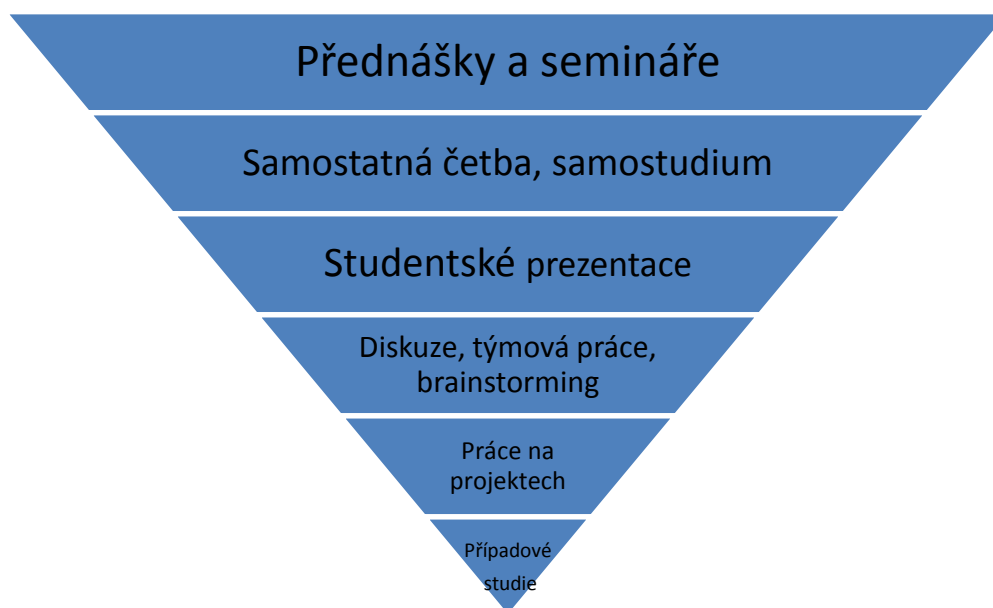 Přednášky a semináře
Samostatná četba, samostudium
Studentské prezentace
Diskuze, týmová práce,
brainstorming
Práce na
projektech
Případové
studie